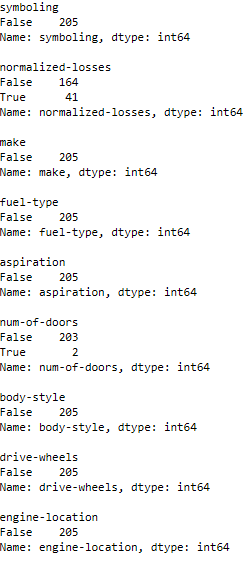 symboling
False    205
Name: symboling, dtype: int64

normalized-losses
False    164
True      41
Name: normalized-losses, dtype: int64

make
False    205
Name: make, dtype: int64

fuel-type
False    205
Name: fuel-type, dtype: int64

aspiration
False    205
Name: aspiration, dtype: int64

num-of-doors
False    203
True       2
Name: num-of-doors, dtype: int64

body-style
False    205
Name: body-style, dtype: int64

drive-wheels
False    205
Name: drive-wheels, dtype: int64

engine-location
False    205
Name: engine-location, dtype: int64